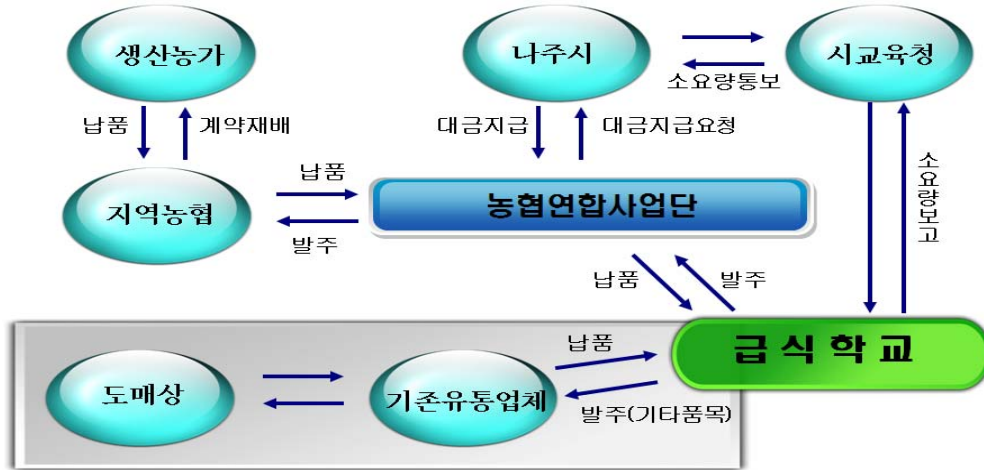 생산농가
나주시
시교육청
소요량통보
납품
계약재배
대금지급
대금지급요청
소요량보고
지역농협
납품
발주
농협연합사업단
납품
발주
급식학교
도매상
기존유통업체
납품
발주(기타품목)